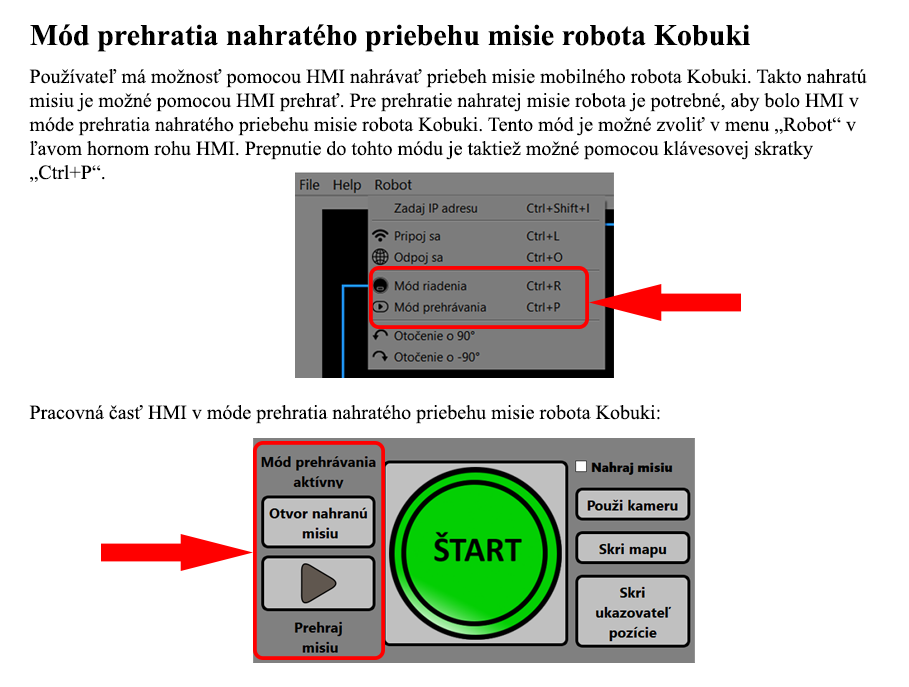 Mód prehratia nahratého priebehu misie robota Kobuki
Používateľ má možnosť pomocou HMI nahrávať priebeh misie mobilného robota Kobuki. Takto nahratú
misiu je možné pomocou HMI prehrať. Pre prehratie nahratej misie robota je potrebné, aby bolo HMI v
móde prehratia nahratého priebehu misie robota Kobuki. Tento mód je možné zvoliť v menu „Robot“ v
ľavom hornom rohu HMI. Prepnutie do tohto módu je taktiež možné pomocou klávesovej skratky
„Ctrl+P“.
File Help Robot
Zadaj IP adresu Ctrl+Shift+I
Pripoj sa Ctrl+L
Odpoj sa Ctrl+O
Mód riadenia Ctrl+R
Mód prehrávania Ctrl+P
Otočenie o 90°
Otočenie o -90°
Pracovná časť HMI v móde prehratia nahratého priebehu misie robota Kobuki:
Mód prehrávania
aktívny
Otvor nahranú
misiu
Prehraj
misiu
ŠTART
Nahraj misiu
Použi kameru
Skri mapu
Skri
ukazovateľ
pozície